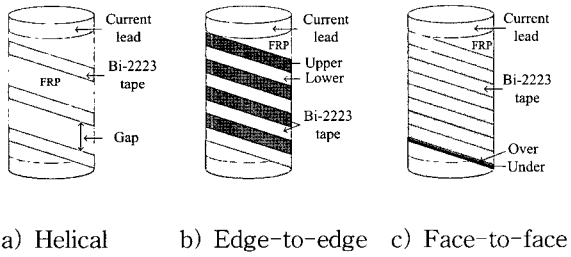 Current
lead
FRP
Bi-2223
tape
Gap
Current
lead
FRP
Upper
Lower
Bi-2223
tape
Current
lead
FRP
Bi-2223
tape
Over
Under
a) Helical
b) Edge-to-edge
c) Face-to-face